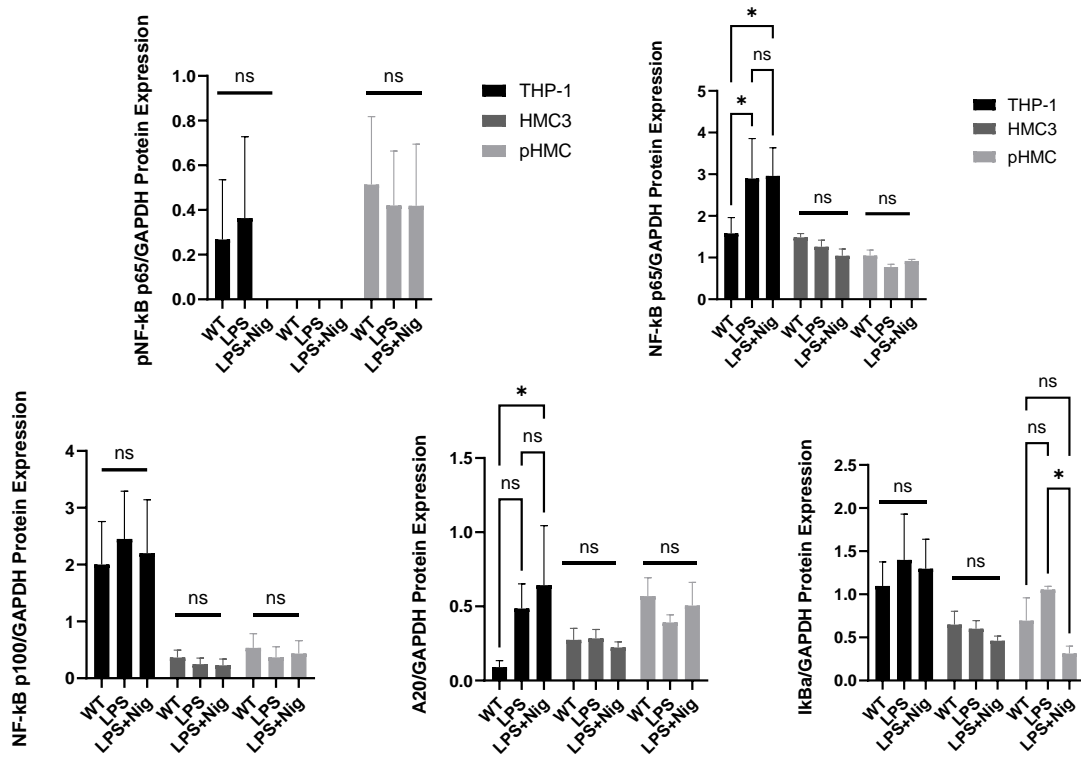 pNF-kB p65/GAPDH Protein Expression
1.0
0.8
0.6
0.4
0.2
0.0
ns
ns
WT
LPS
LPS+Nig
WT
LPS
LPS+Nig
WT
LPS
LPS+Nig
THP-1
HMC3
pHMC
NF-kB p65/GAPDH Protein Expression
5
4
3
2
1
0
*
ns
*
ns
ns
WT
LPS
LPS+Nig
WT
LPS
LPS+Nig
WT
LPS
LPS+Nig
THP-1
HMC3
pHMC
NF-kB p100/GAPDH Protein Expression
4
3
2
1
0
ns
ns
ns
WT
LPS
LPS+Nig
WT
LPS
LPS+Nig
WT
LPS
LPS+Nig
A20/GAPDH Protein Expression
1.5
1.0
0.5
0.0
*
ns
ns
ns
ns
WT
LPS
LPS+Nig
WT
LPS
LPS+Nig
WT
LPS
LPS+Nig
IkBa/GAPDH Protein Expression
2.5
2.0
1.5
1.0
0.5
0.0
ns
ns
ns
ns
*
WT
LPS
LPS+Nig
WT
LPS
LPS+Nig
WT
LPS
LPS+Nig